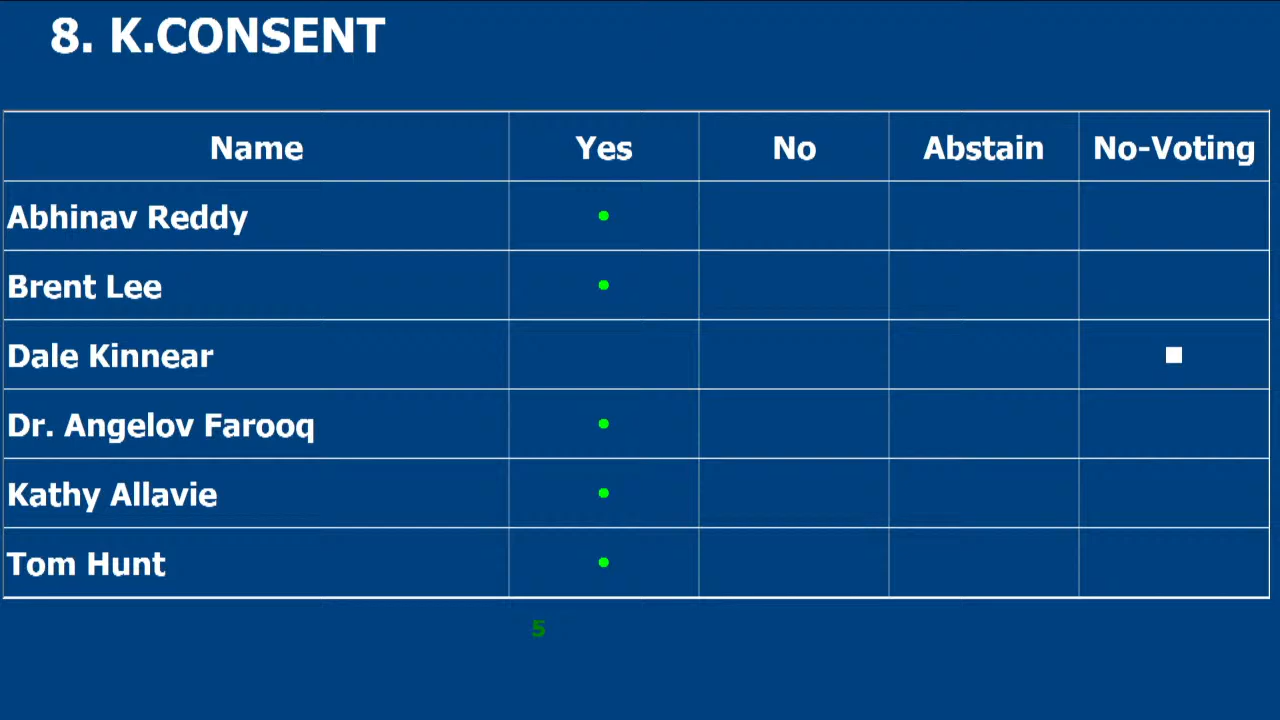 8. K.CONSENT
Name Yes No Abstain No-Voting
Abhinav Reddy
Brent Lee
Dale Kinnear
Dr. Angelov Farooq
Kathy Allavie
Tom Hunt
5